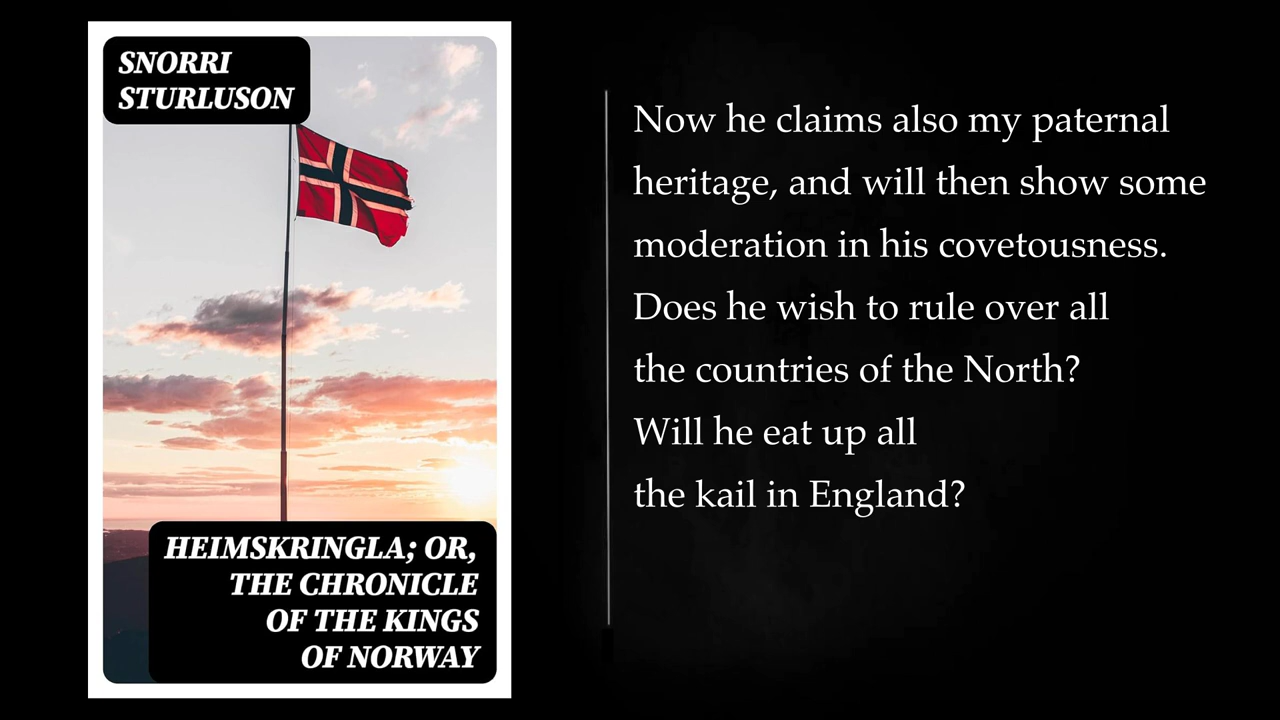 SNORRI
STURLUSON
HEIMSKRINGLA; OR,
THE CHRONICLE
OF THE KINGS
OF NORWAY
Now he claims also my paternal
heritage, and will then show some
moderation in his covetousness.
Does he wish to rule over all
the countries of the North?
Will he eat up all
the kail in England?